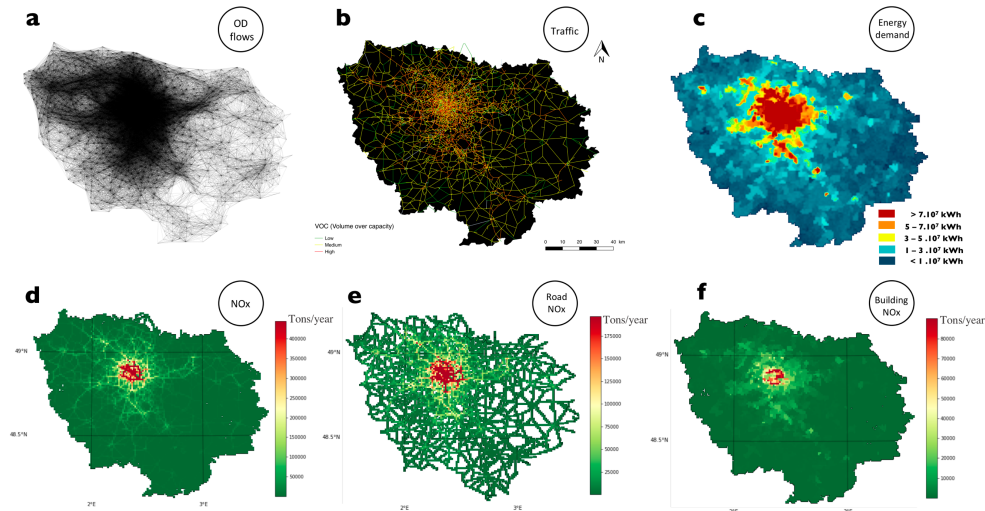 a
OD
flows
b
Traffic
N
VOC (Volume over capacity)
Low
Medium
High
0 10 20 30 40 km
c
Energy
demand
> 7.10⁷ kWh
5 – 7.10⁷ kWh
3 – 5 .10⁷ kWh
1 – 3 .10⁷ kWh
< 1 .10⁷ kWh
d
NOx
Tons/year
400000
350000
300000
250000
200000
150000
100000
50000
49°N
48.5°N
2°E
3°E
e
Road
NOx
Tons/year
175000
150000
125000
100000
75000
50000
25000
49°N
48.5°N
2°E
3°E
f
Building
NOx
Tons/year
80000
70000
60000
50000
40000
30000
20000
10000
49°N
48.5°N